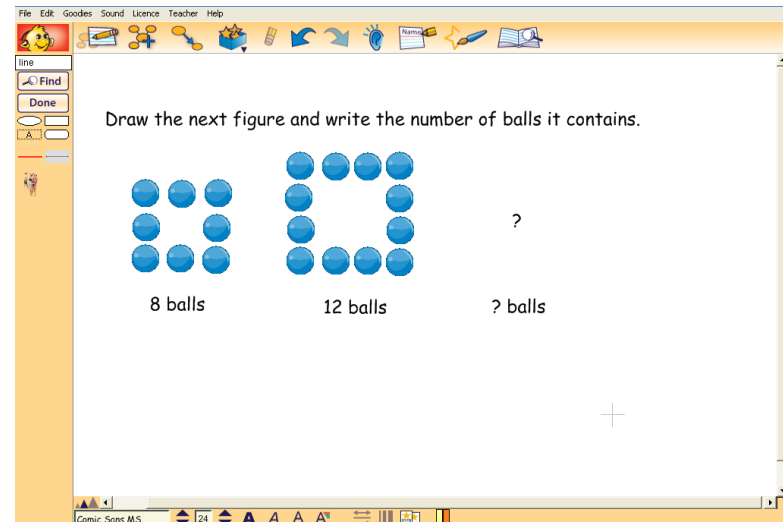 File Edit Goodies Sound Licence Teacher Help
Name
line
Find
Done
A
Draw the next figure and write the number of balls it contains.
?
8 balls
12 balls
? balls
Comic Sans MS 24 A A A A